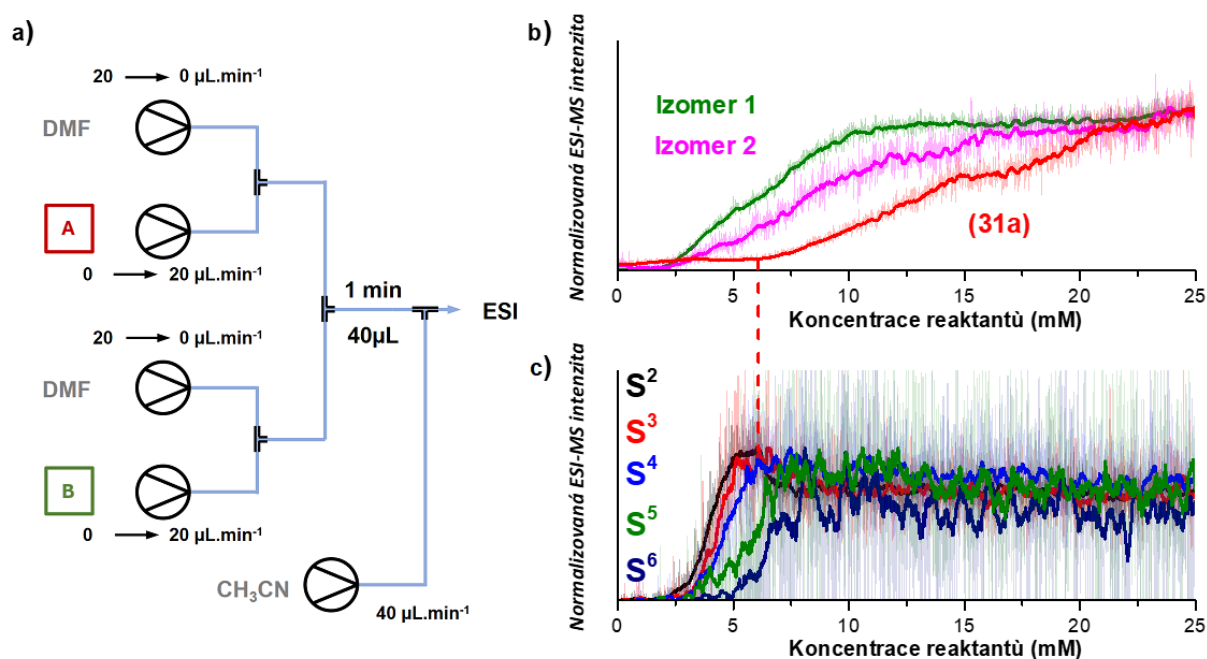 a)
20 → 0 µL.min⁻¹
DMF
A
0 → 20 µL.min⁻¹
1 min
40µL
ESI
20 → 0 µL.min⁻¹
DMF
B
0 → 20 µL.min⁻¹
CH₃CN
40 µL.min⁻¹
b)
Normalizovaná ESI-MS intenzita
Izomer 1
Izomer 2
(31a)
0 5 10 15 20 25
Koncentrace reaktantù (mM)
c)
Normalizovaná ESI-MS intenzita
S²
S³
S⁴
S⁵
S⁶
0 5 10 15 20 25
Koncentrace reaktantù (mM)